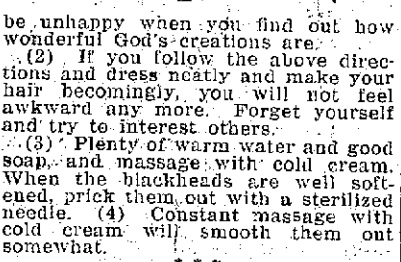 be unhappy when you find out how
wonderful God's creations are.
(2) If you follow the above direc-
tions and dress neatly and make your
hair becomingly, you will not feel
awkward any more. Forget yourself
and try to interest others.
(3) Plenty of warm water and good
soap, and massage with cold cream.
When the blackheads are well soft-
ened, prick them out with a sterilized
needle. (4) Constant massage with
cold cream will smooth them out
somewhat.
* * *